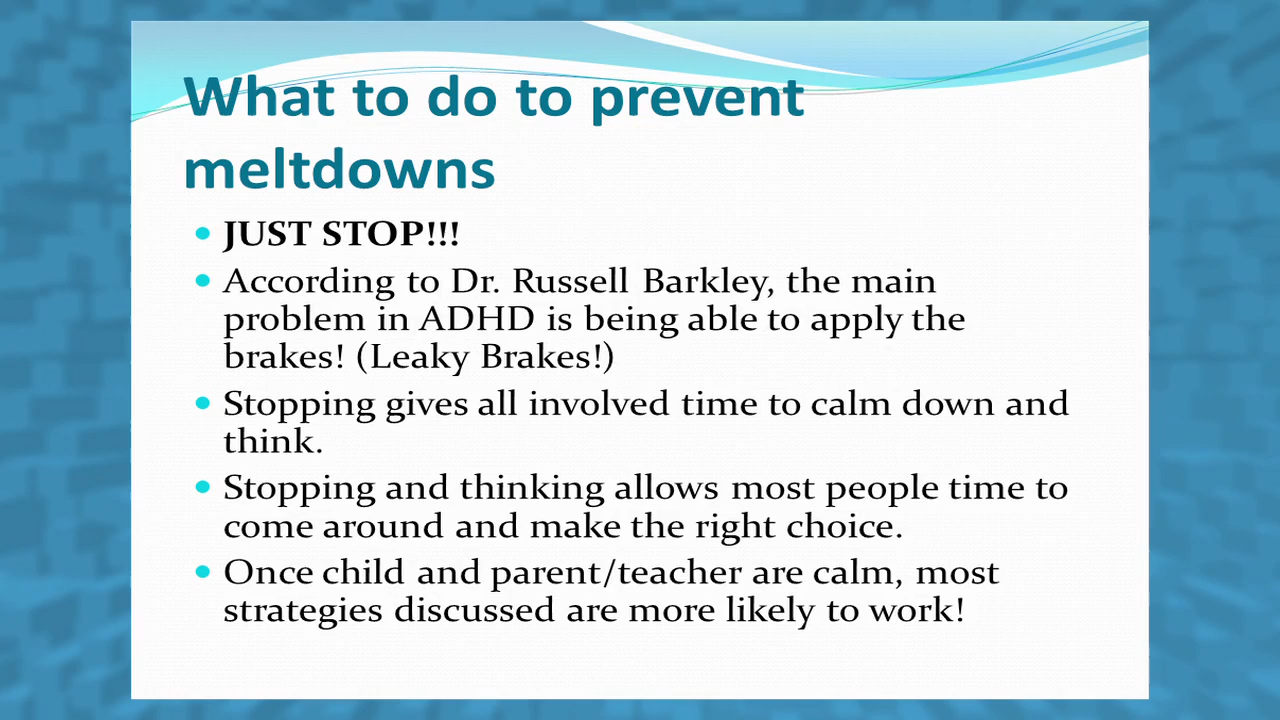 What to do to prevent
meltdowns
JUST STOP!!!
According to Dr. Russell Barkley, the main
problem in ADHD is being able to apply the
brakes! (Leaky Brakes!)
Stopping gives all involved time to calm down and
think.
Stopping and thinking allows most people time to
come around and make the right choice.
Once child and parent/teacher are calm, most
strategies discussed are more likely to work!